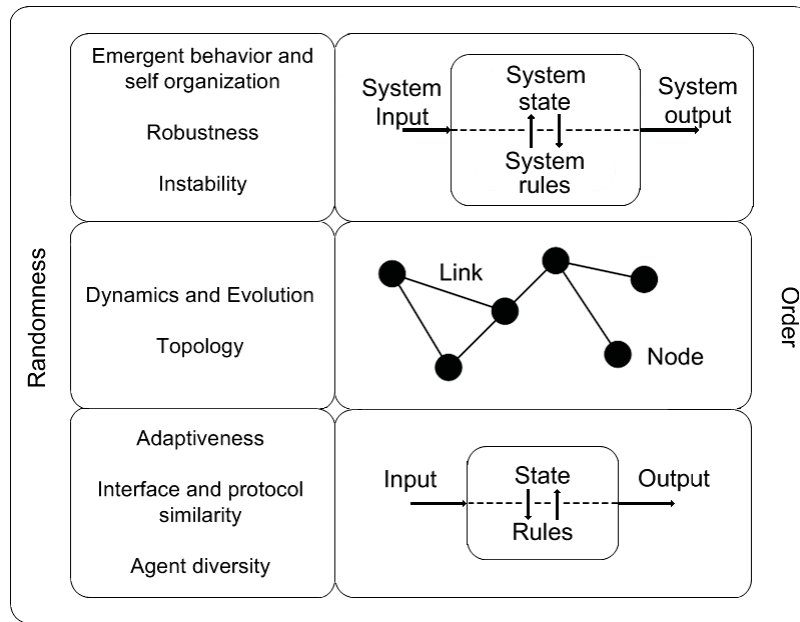 Randomness
Emergent behavior and
self organization
Robustness
Instability
System
Input
System
state
System
rules
System
output
Dynamics and Evolution
Topology
Link
Node
Adaptiveness
Interface and protocol
similarity
Agent diversity
Input
State
Rules
Output
Order